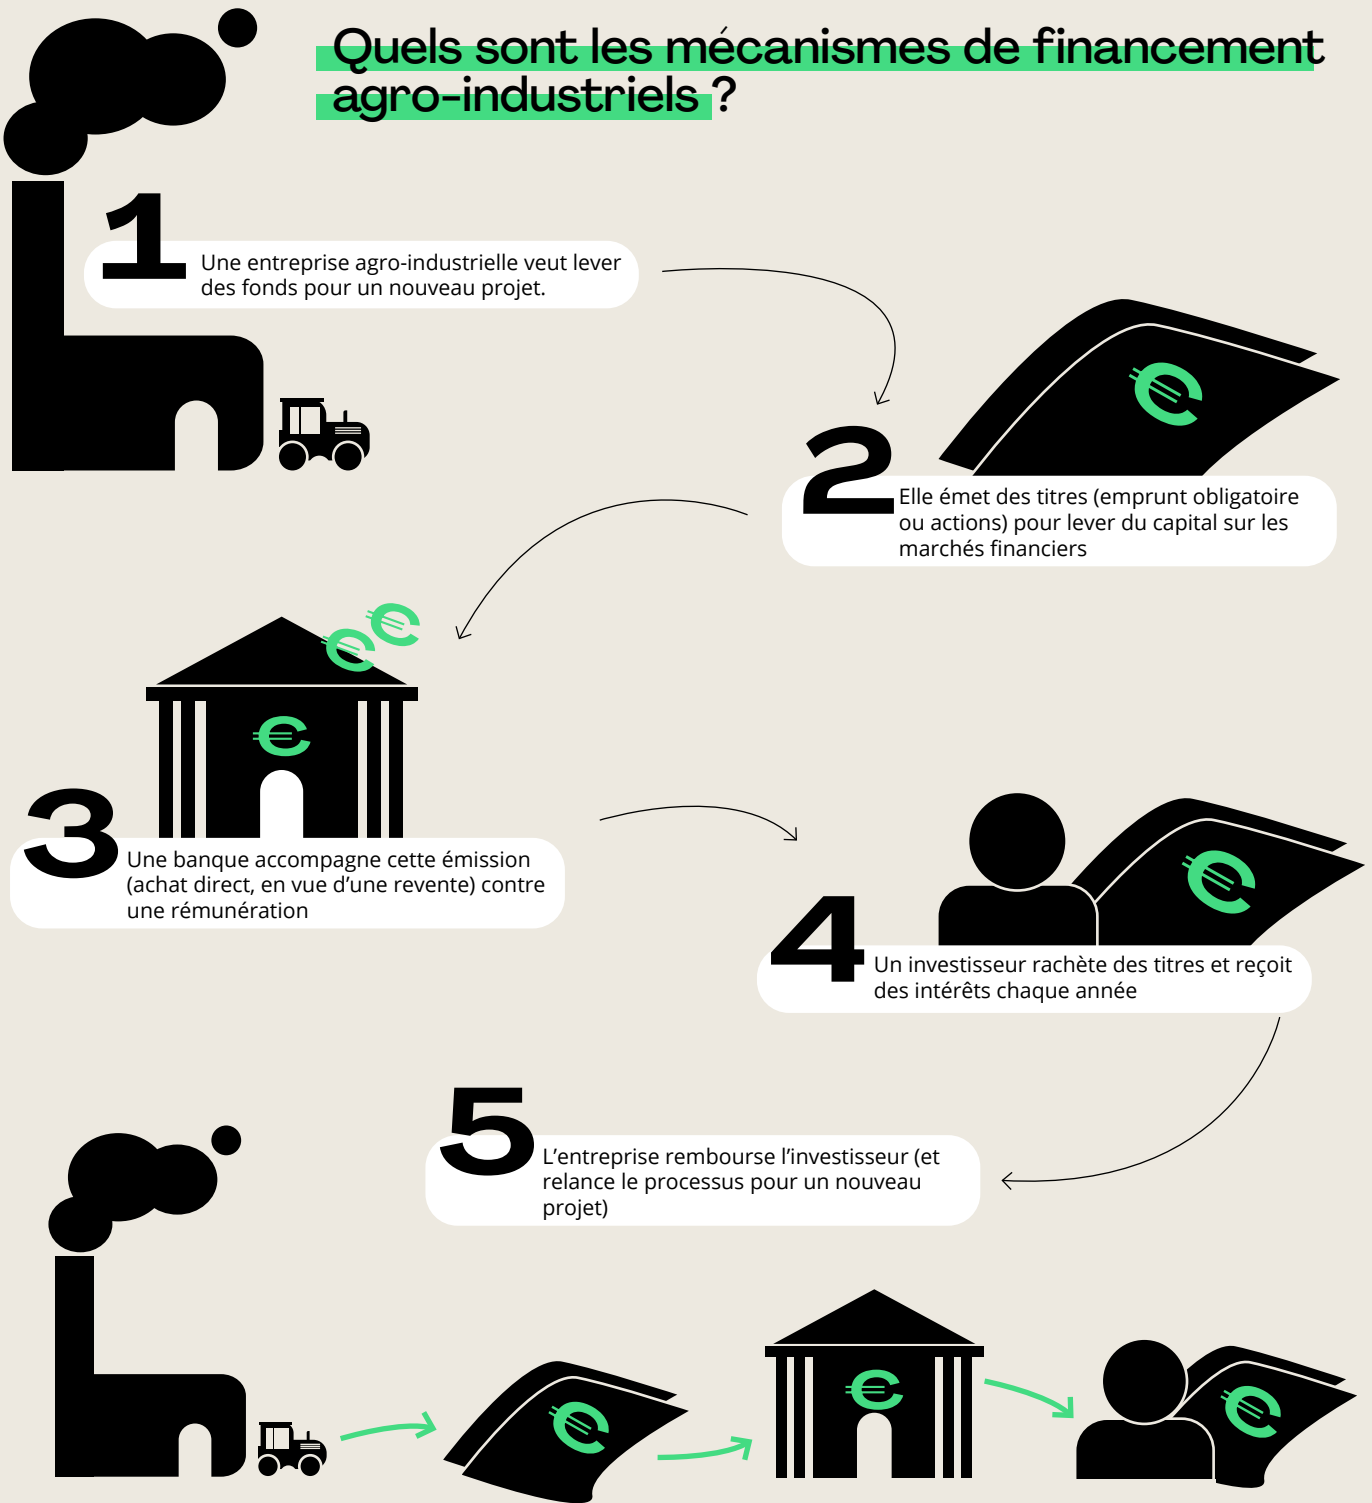 Quels sont les mécanismes de financement
agro-industriels ?
1
Une entreprise agro-industrielle veut lever
des fonds pour un nouveau projet.
€
2
Elle émet des titres (emprunt obligatoire
ou actions) pour lever du capital sur les
marchés financiers
€
€
€
3
Une banque accompagne cette émission
(achat direct, en vue d’une revente) contre
une rémunération
€
4
Un investisseur rachète des titres et reçoit
des intérêts chaque année
5
L’entreprise rembourse l’investisseur (et
relance le processus pour un nouveau
projet)
€
€
€